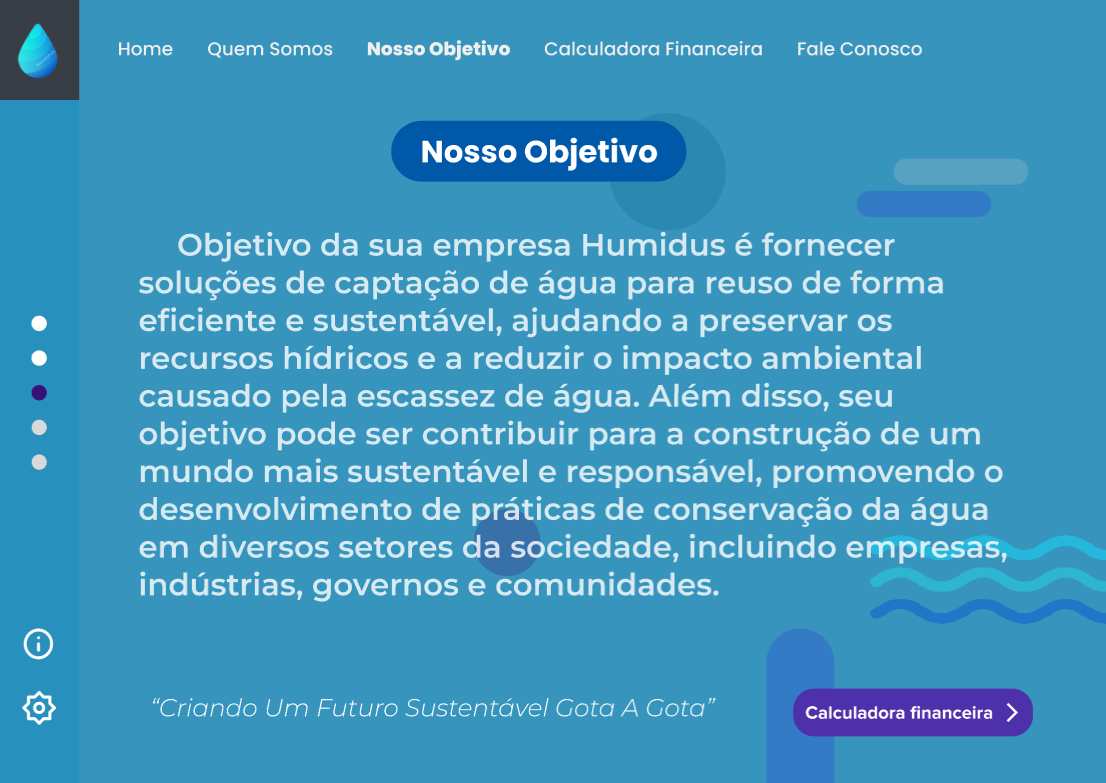 Home Quem Somos Nosso Objetivo Calculadora Financeira Fale Conosco
Nosso Objetivo
Objetivo da sua empresa Humidus é fornecer
soluções de captação de água para reuso de forma
eficiente e sustentável, ajudando a preservar os
recursos hídricos e a reduzir o impacto ambiental
causado pela escassez de água. Além disso, seu
objetivo pode ser contribuir para a construção de um
mundo mais sustentável e responsável, promovendo o
desenvolvimento de práticas de conservação da água
em diversos setores da sociedade, incluindo empresas,
indústrias, governos e comunidades.
“Criando Um Futuro Sustentável Gota A Gota”
Calculadora financeira